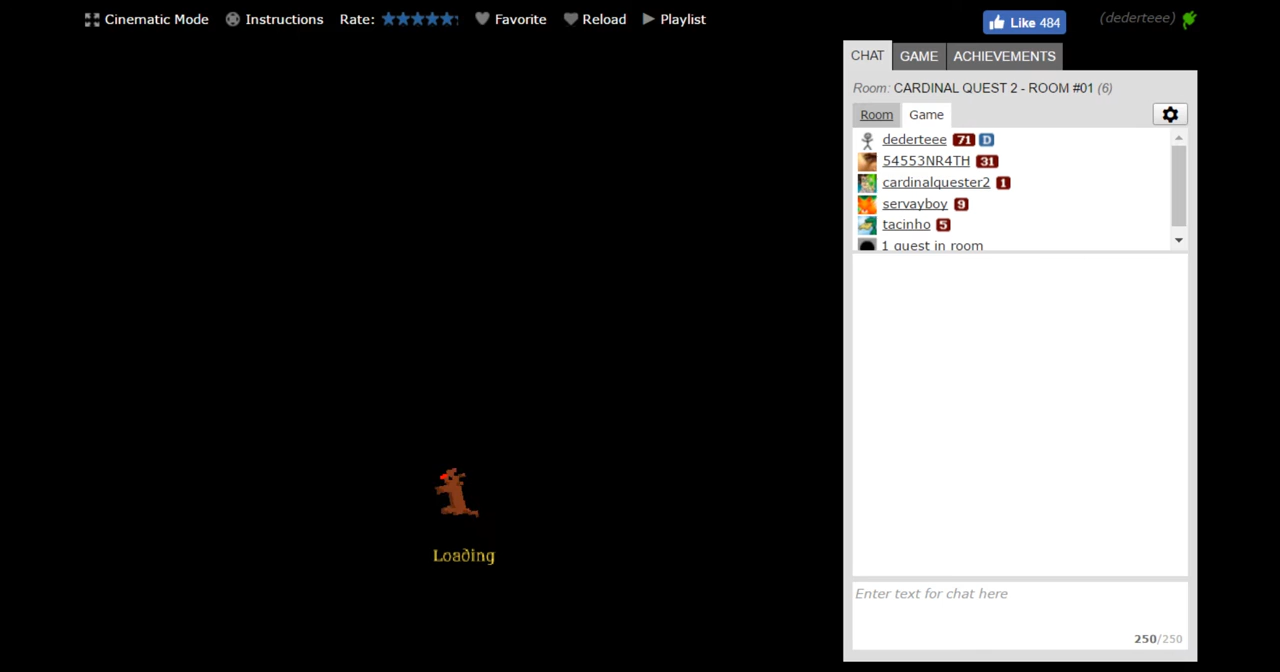 Cinematic Mode Instructions Rate: Favorite Reload Playlist Like 484 (dederteee)
CHAT GAME ACHIEVEMENTS
Room: CARDINAL QUEST 2 - ROOM #01 (6)
Room Game
dederteee 71 D
54553NR4TH 31
cardinalquester2 1
servayboy 9
tacinho 5
1 guest in room
Loading
Enter text for chat here
250/250